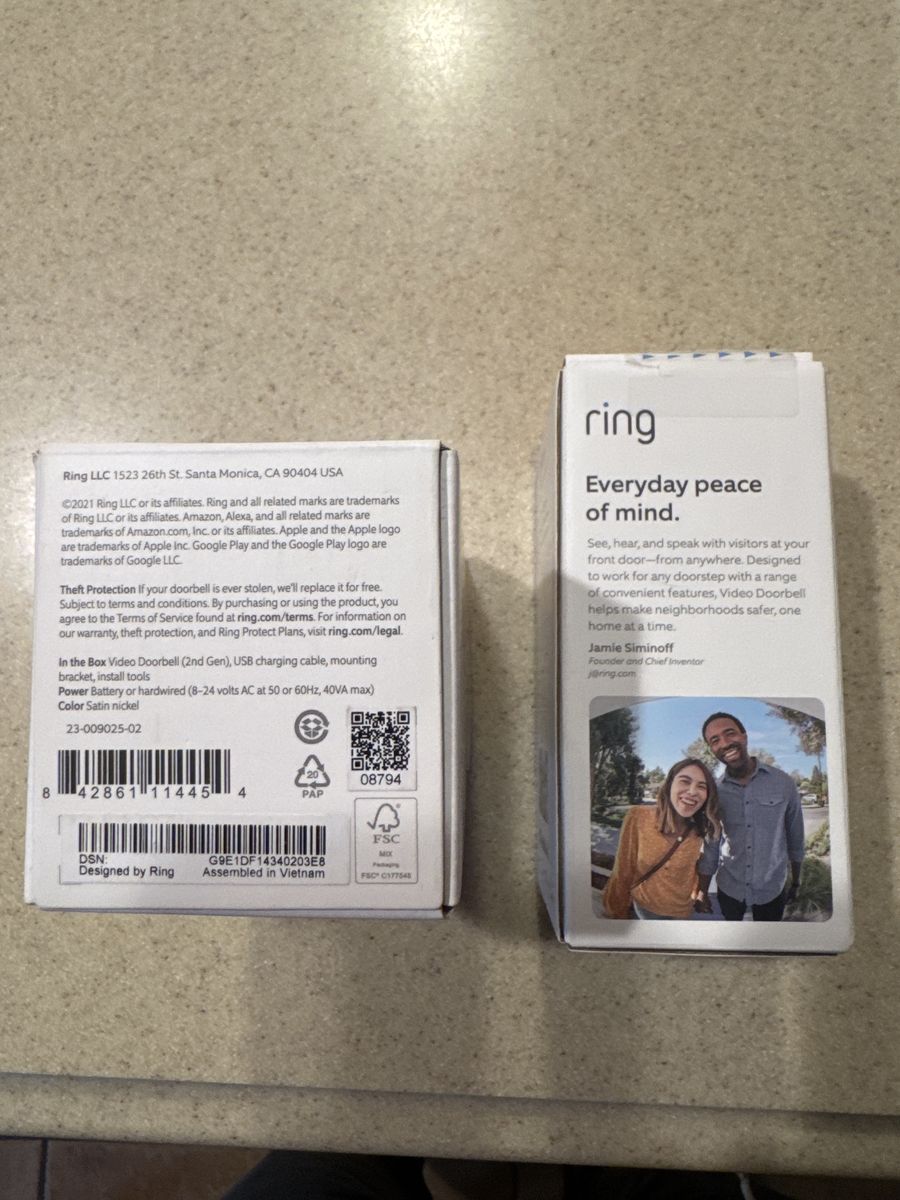 Ring LLC 1523 26th St. Santa Monica, CA 90404 USA
©2021 Ring LLC or its affiliates. Ring and all related marks are trademarks
of Ring LLC or its affiliates. Amazon, Alexa, and all related marks are
trademarks of Amazon.com, Inc. or its affiliates. Apple and the Apple logo
are trademarks of Apple Inc. Google Play and the Google Play logo are
trademarks of Google LLC.
Theft Protection If your doorbell is ever stolen, we'll replace it for free.
Subject to terms and conditions. By purchasing or using the product, you
agree to the Terms of Service found at ring.com/terms. For information on
our warranty, theft protection, and Ring Protect Plans, visit ring.com/legal.
In the Box Video Doorbell (2nd Gen), USB charging cable, mounting
bracket, install tools
Power Battery or hardwired (8-24 volts AC at 50 or 60Hz, 40VA max)
Color Satin nickel
23-009025-02
8 42861 11445 4
20
PAP
08794
DSN: G9E1DF14340203E8
Designed by Ring Assembled in Vietnam
FSC
MIX
Packaging
FSC® C177545
ring
Everyday peace
of mind.
See, hear, and speak with visitors at your
front door—from anywhere. Designed
to work for any doorstep with a range
of convenient features, Video Doorbell
helps make neighborhoods safer, one
home at a time.
Jamie Siminoff
Founder and Chief Inventor
j@ring.com